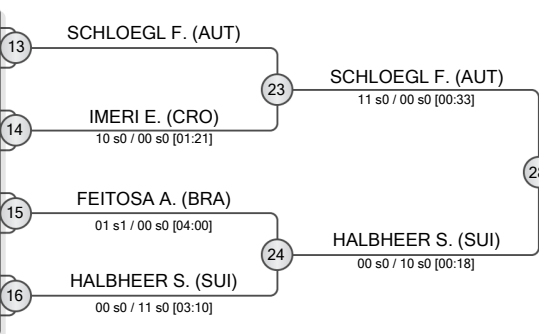 13
SCHLOEGL F. (AUT)
23
SCHLOEGL F. (AUT)
11 s0 / 00 s0 [00:33]
14
IMERI E. (CRO)
10 s0 / 00 s0 [01:21]
28
15
FEITOSA A. (BRA)
01 s1 / 00 s0 [04:00]
24
HALBHEER S. (SUI)
00 s0 / 10 s0 [00:18]
16
HALBHEER S. (SUI)
00 s0 / 11 s0 [03:10]